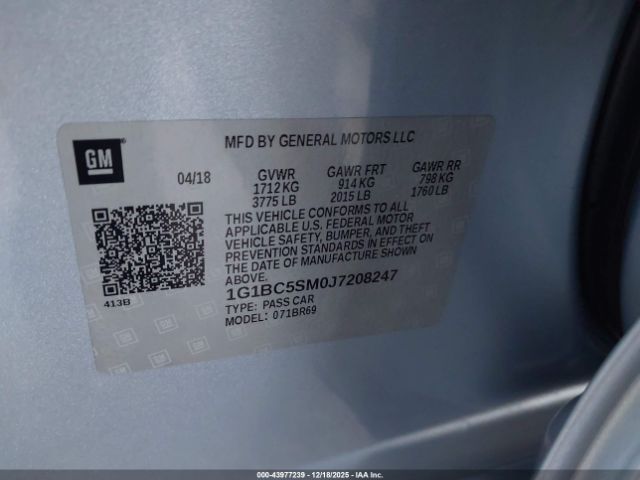 GM
MFD BY GENERAL MOTORS LLC
04/18 GVWR GAWR FRT GAWR RR
1712 KG 914 KG 798 KG
3775 LB 2015 LB 1760 LB
THIS VEHICLE CONFORMS TO ALL
APPLICABLE U.S. FEDERAL MOTOR
VEHICLE SAFETY, BUMPER, AND THEFT
PREVENTION STANDARDS IN EFFECT ON
THE DATE OF MANUFACTURE SHOWN
ABOVE.
413B
1G1BC5SM0J7208247
TYPE: PASS CAR
MODEL: 071BR69
000-43977239 - 12/18/2025 - IAA Inc.